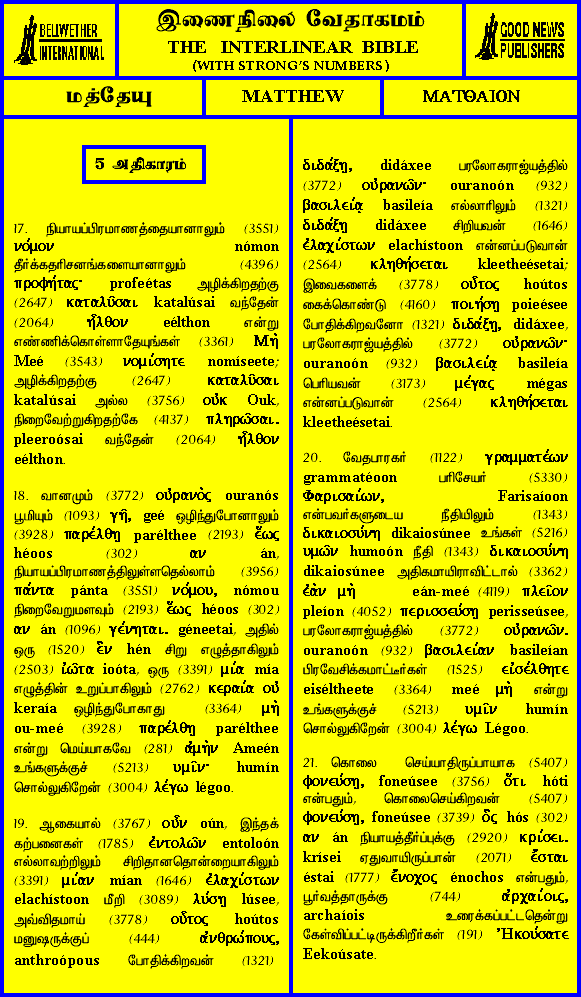 BELLWETHER
INTERNATIONAL
இணைநிலை வேதாகமம்
THE INTERLINEAR BIBLE
(WITH STRONG'S NUMBERS)
GOOD NEWS
PUBLISHERS
மத்தேயு
MATTHEW
ΜΑΤΘΑΙΟΝ
5 அதிகாரம்
17. நியாயப்பிரமாணத்தையானாலும் (3551)
νόμον nómon
தீர்க்கதரிசனங்களையானாலும் (4396)
προφήτας· profeétas அழிக்கிறதற்கு
(2647) καταλῦσαι katalúsai வந்தேன்
(2064) ἦλθον eélthon என்று
எண்ணிக்கொள்ளாதேயுங்கள் (3361) Μὴ
Meé (3543) νομίσητε nomíseete;
அழிக்கிறதற்கு (2647) καταλῦσαι
katalúsai அல்ல (3756) οὐκ Ouk,
நிறைவேற்றுகிறதற்கே (4137) πληρῶσαι.
pleeroósai வந்தேன் (2064) ἦλθον
eélthon.
18. வானமும் (3772) οὐρανὸς ouranós
பூமியும் (1093) γῆ, geé ஒழிந்துபோனாலும்
(3928) παρέλθῃ parélthee (2193) ἕως
héoos (302) αν án,
நியாயப்பிரமாணத்திலுள்ளதெல்லாம் (3956)
πάντα pánta (3551) νόμου, nómou
நிறைவேறுமளவும் (2193) ἕως héoos (302)
αν án (1096) γένηται. géneetai, அதில்
ஒரு (1520) ἓν hén சிறு எழுத்தாகிலும்
(2503) ἰῶτα ioóta, ஒரு (3391) μία mía
எழுத்தின் உறுப்பாகிலும் (2762) κεραία οὐ
keraía ஒழிந்துபோகாது (3364) μὴ
ou-meé (3928) παρέλθῃ parélthee
என்று மெய்யாகவே (281) ἀμὴν Ameén
உங்களுக்குச் (5213) υμῖν· humín
சொல்லுகிறேன் (3004) λέγω légoo.
19. ஆகையால் (3767) οὖν oún, இந்தக்
கற்பனைகள் (1785) ἐντολῶν entoloón
எல்லாவற்றிலும் சிறிதானதொன்றையாகிலும்
(3391) μίαν mían (1646) ἐλαχίστων
elachístoon மீறி (3089) λύσῃ lúsee,
அவ்விதமாய் (3778) οὕτος houtos
மனுஷருக்குப் (444) ἀνθρώπους,
anthroópous போதிக்கிறவன் (1321)
διδάξῃ, didáxee பரலோகராஜ்யத்தில்
(3772) οὐρανῶν· ouranoón (932)
βασιλείᾳ basileía எல்லாரிலும் (1321)
διδάξῃ didáxee சிறியவன் (1646)
ἐλαχίστων elachístoon என்னப்படுவான்
(2564) κληθήσεται kleetheésetai;
இவைகளைக் (3778) οὕτος hoútos
கைக்கொண்டு (4160) ποιήσῃ poieésee
போதிக்கிறவனோ (1321) διδάξῃ, didáxee,
பரலோகராஜ்யத்தில் (3772) οὐρανῶν·
ouranoón (932) βασιλείᾳ basileía
பெரியவன் (3173) μέγας mégas
என்னப்படுவான் (2564) κληθήσεται
kleetheésetai.
20. வேதபாரகர் (1122) γραμματέων
grammatéoon பரிசேயர் (5330)
Φαρισαίων, Farisaíoon
என்பவர்களுடைய நீதியிலும் (1343)
δικαιοσύνη dikaiosúnee உங்கள் (5216)
υμῶν humoón நீதி (1343) δικαιοσύνη
dikaiosúnee அதிகமாயிராவிட்டால் (3362)
ἐὰν μὴ eán-meé (4119) πλεῖον
pleíon (4052) περισσεύσῃ perisseúsee,
பரலோகராஜ்யத்தில் (3772) οὐρανῶν.
ouranoón (932) βασιλείαν basileían
பிரவேசிக்கமாட்டீர்கள் (1525) εἰσέλθητε
eiséltheete (3364) meé μὴ என்று
உங்களுக்குச் (5213) υμῖν humín
சொல்லுகிறேன் (3004) λέγω Légoo.
21. கொலை செய்யாதிருப்பாயாக (5407)
φονεύσῃ, foneúsee (3756) ὅτι hóti
என்பதும், கொலைசெய்கிறவன் (5407)
φονεύσῃ, foneúsee (3739) ὃς hós (302)
αν án நியாயத்தீர்ப்புக்கு (2920) κρίσει.
krísei ஏதுவாயிருப்பான் (2071) ἔσται
éstai (1777) ἔνοχος énochos என்பதும்,
பூர்வத்தாருக்கு (744) ἀρχαίοις,
archaíois உரைக்கப்பட்டதென்று
கேள்விப்பட்டிருக்கிறீர்கள் (191) Ἠκούσατε
Eekoúsate.